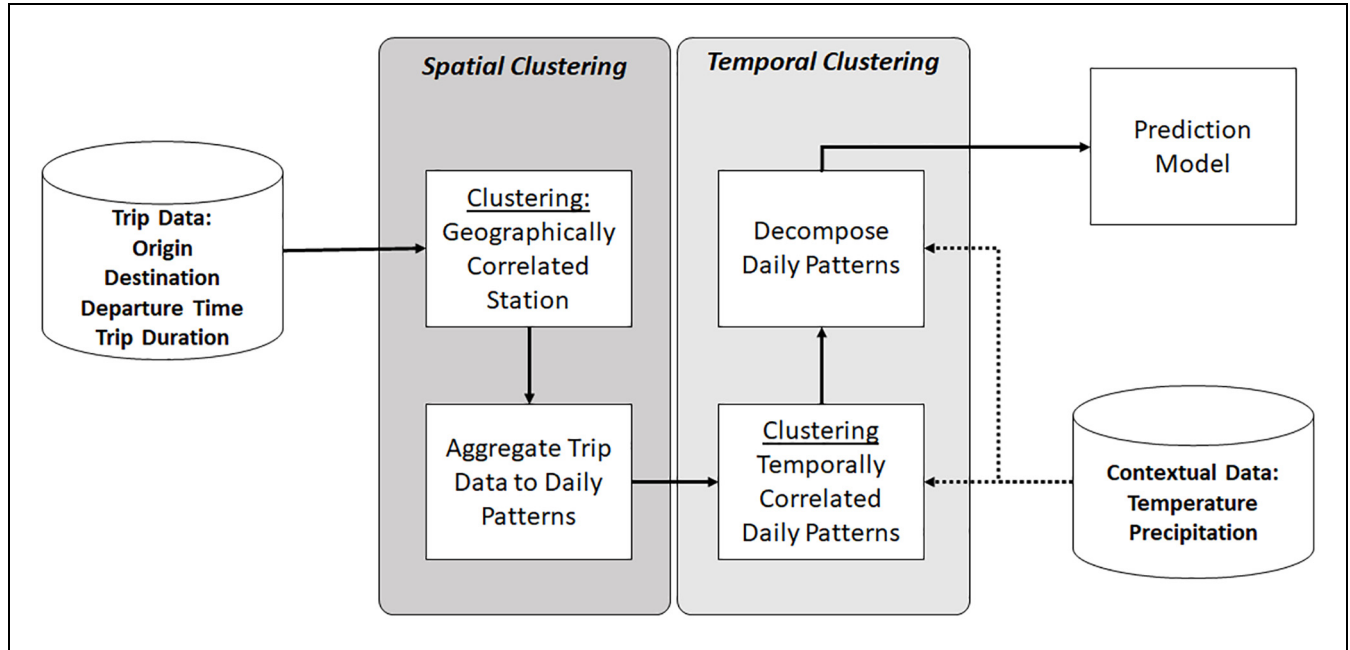 Spatial Clustering
Temporal Clustering
Trip Data:
Origin
Destination
Departure Time
Trip Duration
Clustering:
Geographically
Correlated
Station
Aggregate Trip
Data to Daily
Patterns
Decompose
Daily Patterns
Clustering
Temporally
Correlated
Daily Patterns
Prediction
Model
Contextual Data:
Temperature
Precipitation